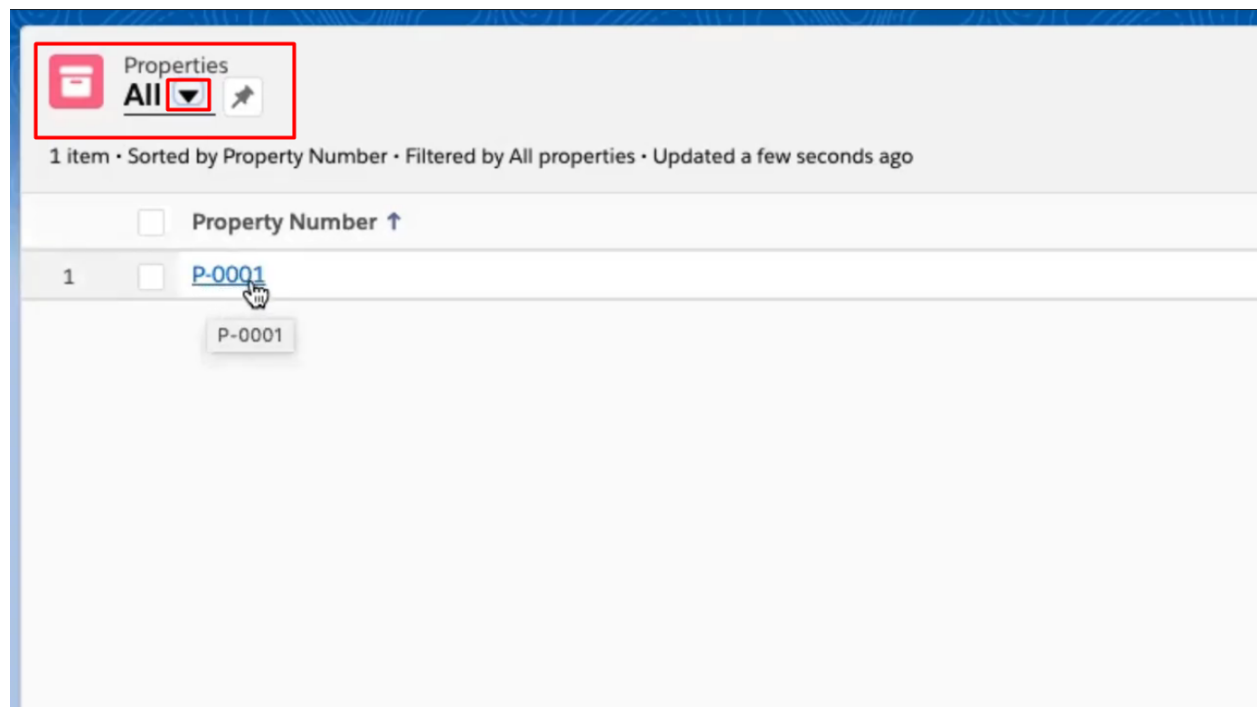 Properties
All
1 item • Sorted by Property Number • Filtered by All properties • Updated a few seconds ago
Property Number ↑
1 P-0001
P-0001